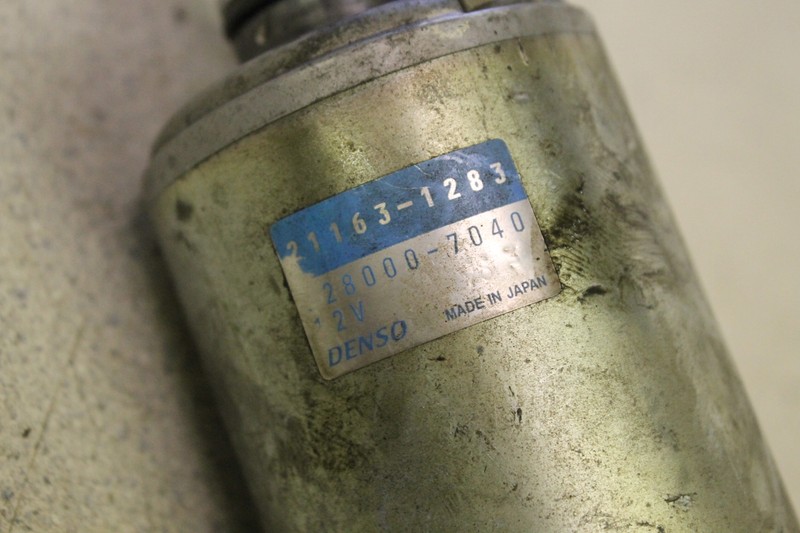 21163-1283
28000-7040
12V
DENSO MADE IN JAPAN